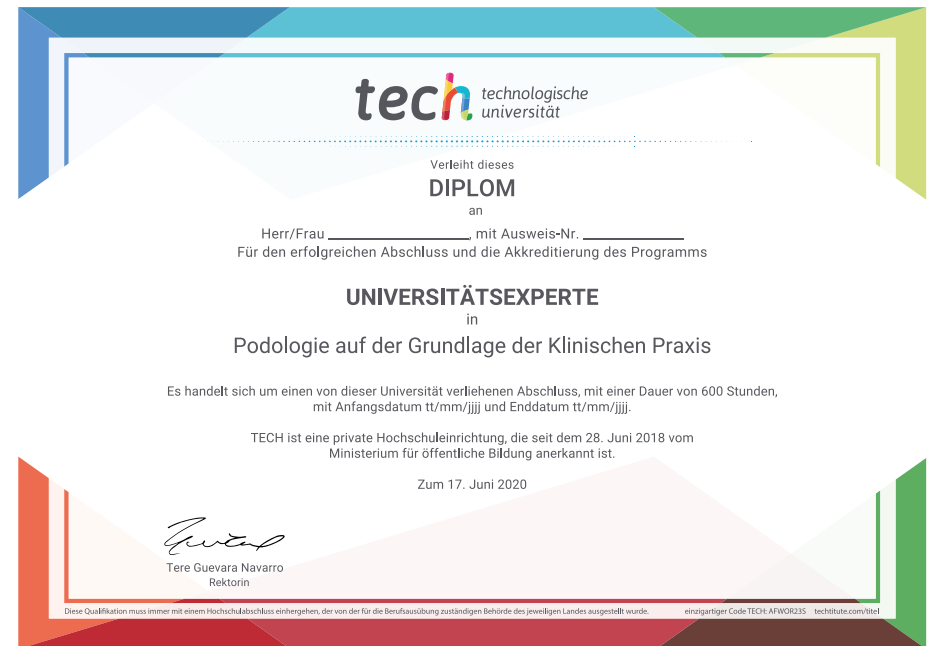 tech technologische
universität
Verleiht dieses
DIPLOM
an
Herr/Frau ____________, mit Ausweis-Nr. ____________
Für den erfolgreichen Abschluss und die Akkreditierung des Programms
UNIVERSITÄTSEXPERTE
in
Podologie auf der Grundlage der Klinischen Praxis
Es handelt sich um einen von dieser Universität verliehenen Abschluss, mit einer Dauer von 600 Stunden,
mit Anfangsdatum tt/mm/jjjj und Enddatum tt/mm/jjjj.
TECH ist eine private Hochschuleinrichtung, die seit dem 28. Juni 2018 vom
Ministerium für öffentliche Bildung anerkannt ist.
Zum 17. Juni 2020
Tere Guevara Navarro
Rektorin
Diese Qualifikation muss immer mit einem Hochschulabschluss einhergehen, der von der für die Berufsausübung zuständigen Behörde des jeweiligen Landes ausgestellt wurde. einzigartiger Code TECH: AFWOR23S techtitute.com/titel